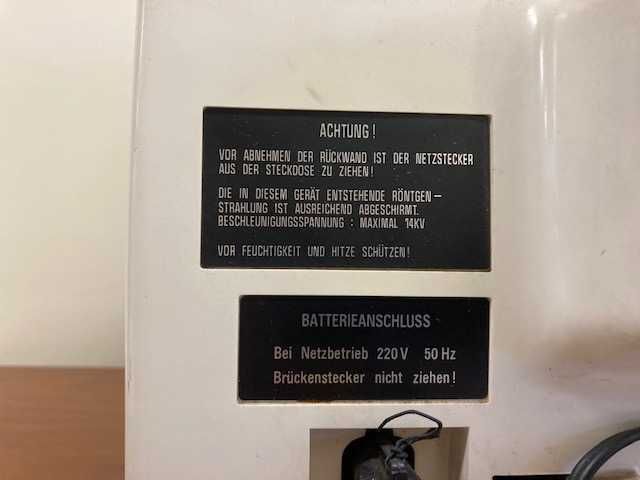 ACHTUNG!
VOR ABNEHMEN DER RÜCKWAND IST DER NETZSTECKER
AUS DER STECKDOSE ZU ZIEHEN!
DIE IN DIESEM GERÄT ENTSTEHENDE RÖNTGEN-
STRAHLUNG IST AUSREICHEND ABGESCHIRMT.
BESCHLEUNIGUNGSSPANNUNG : MAXIMAL 14KV
VOR FEUCHTIGKEIT UND HITZE SCHÜTZEN!
BATTERIEANSCHLUSS
Bei Netzbetrieb 220V 50Hz
Brückenstecker nicht ziehen!